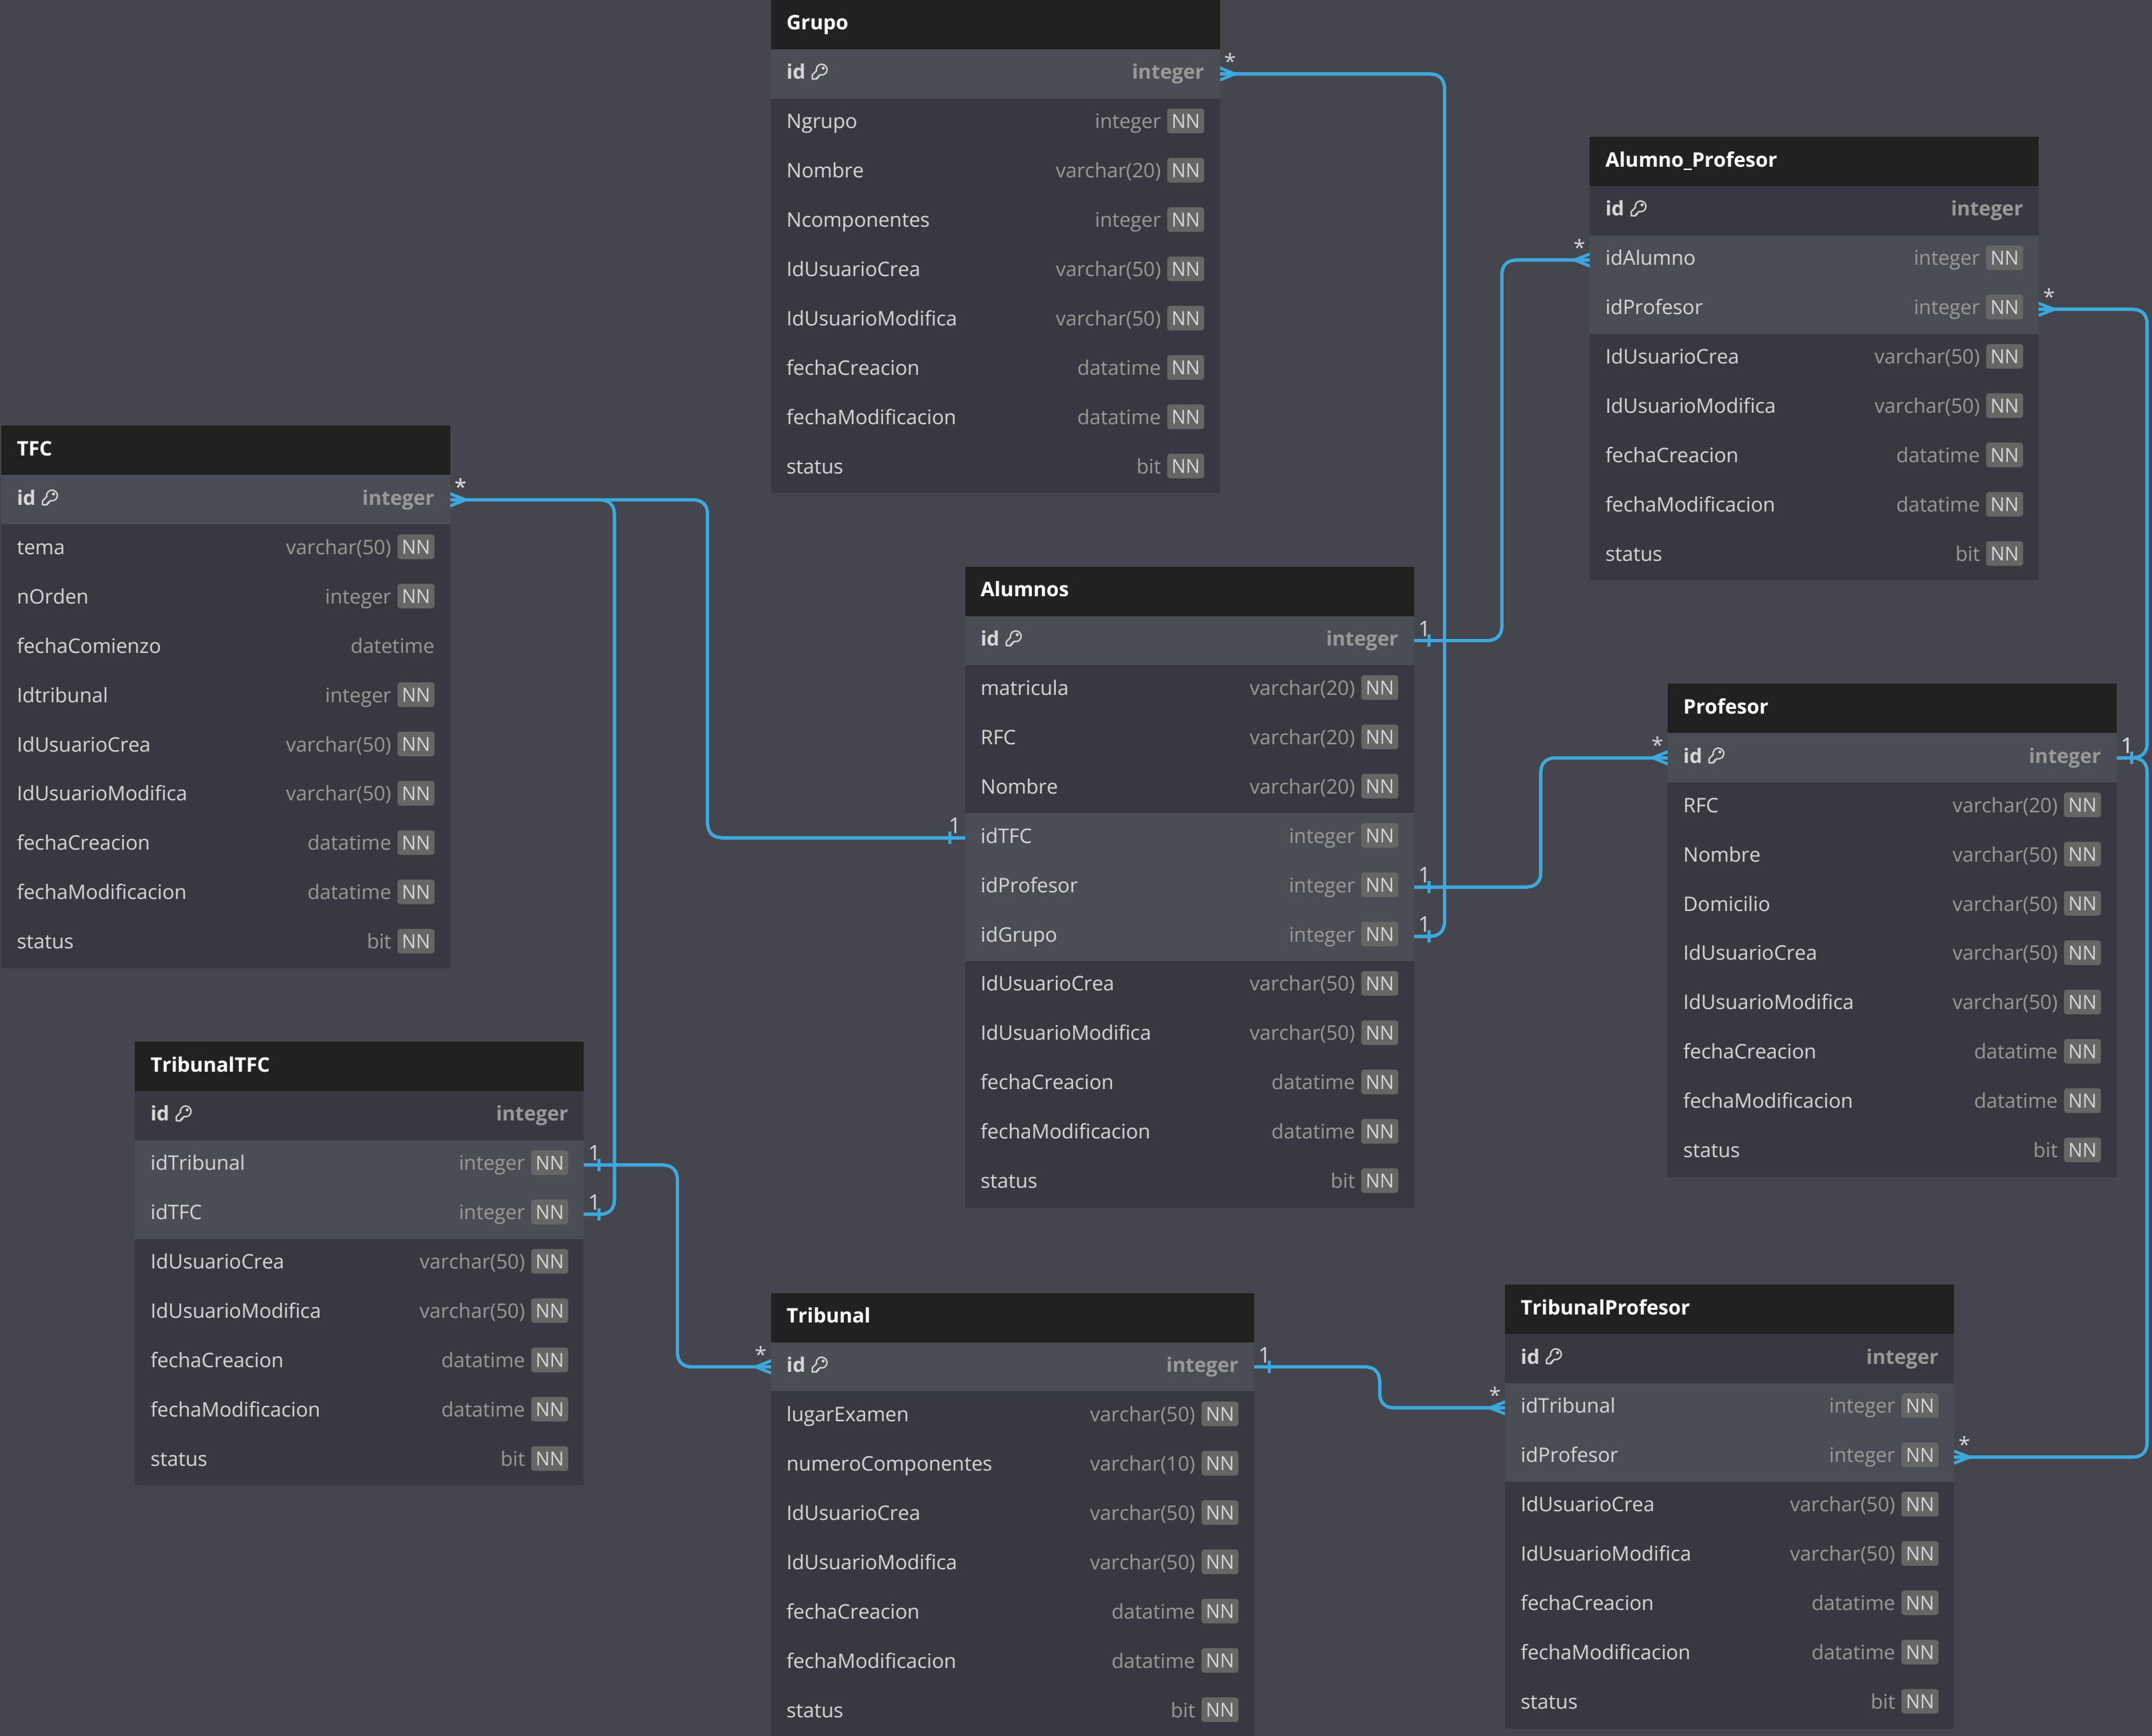 Grupo
id integer
Ngrupo integer NN
Nombre varchar(20) NN
Ncomponentes integer NN
IdUsuarioCrea varchar(50) NN
IdUsuarioModifica varchar(50) NN
fechaCreacion datatime NN
fechaModificacion datatime NN
status bit NN
*
Alumno_Profesor
id integer
* idAlumno integer NN
idProfesor integer NN *
IdUsuarioCrea varchar(50) NN
IdUsuarioModifica varchar(50) NN
fechaCreacion datatime NN
fechaModificacion datatime NN
status bit NN
TFC
id integer *
tema varchar(50) NN
nOrden integer NN
fechaComienzo datetime
Idtribunal integer NN
IdUsuarioCrea varchar(50) NN
IdUsuarioModifica varchar(50) NN
fechaCreacion datatime NN
fechaModificacion datatime NN
status bit NN
Alumnos
id integer 1
matricula varchar(20) NN
RFC varchar(20) NN
Nombre varchar(20) NN
1 idTFC integer NN
idProfesor integer NN 1
idGrupo integer NN 1
IdUsuarioCrea varchar(50) NN
IdUsuarioModifica varchar(50) NN
fechaCreacion datatime NN
fechaModificacion datatime NN
status bit NN
Profesor
* id integer 1
RFC varchar(20) NN
Nombre varchar(50) NN
Domicilio varchar(50) NN
IdUsuarioCrea varchar(50) NN
IdUsuarioModifica varchar(50) NN
fechaCreacion datatime NN
fechaModificacion datatime NN
status bit NN
TribunalTFC
id integer
idTribunal integer NN 1
idTFC integer NN 1
IdUsuarioCrea varchar(50) NN
IdUsuarioModifica varchar(50) NN
fechaCreacion datatime NN
fechaModificacion datatime NN
status bit NN
Tribunal
* id integer 1
lugarExamen varchar(50) NN
numeroComponentes varchar(10) NN
IdUsuarioCrea varchar(50) NN
IdUsuarioModifica varchar(50) NN
fechaCreacion datatime NN
fechaModificacion datatime NN
status bit NN
TribunalProfesor
id integer
* idTribunal integer NN
idProfesor integer NN *
IdUsuarioCrea varchar(50) NN
IdUsuarioModifica varchar(50) NN
fechaCreacion datatime NN
fechaModificacion datatime NN
status bit NN